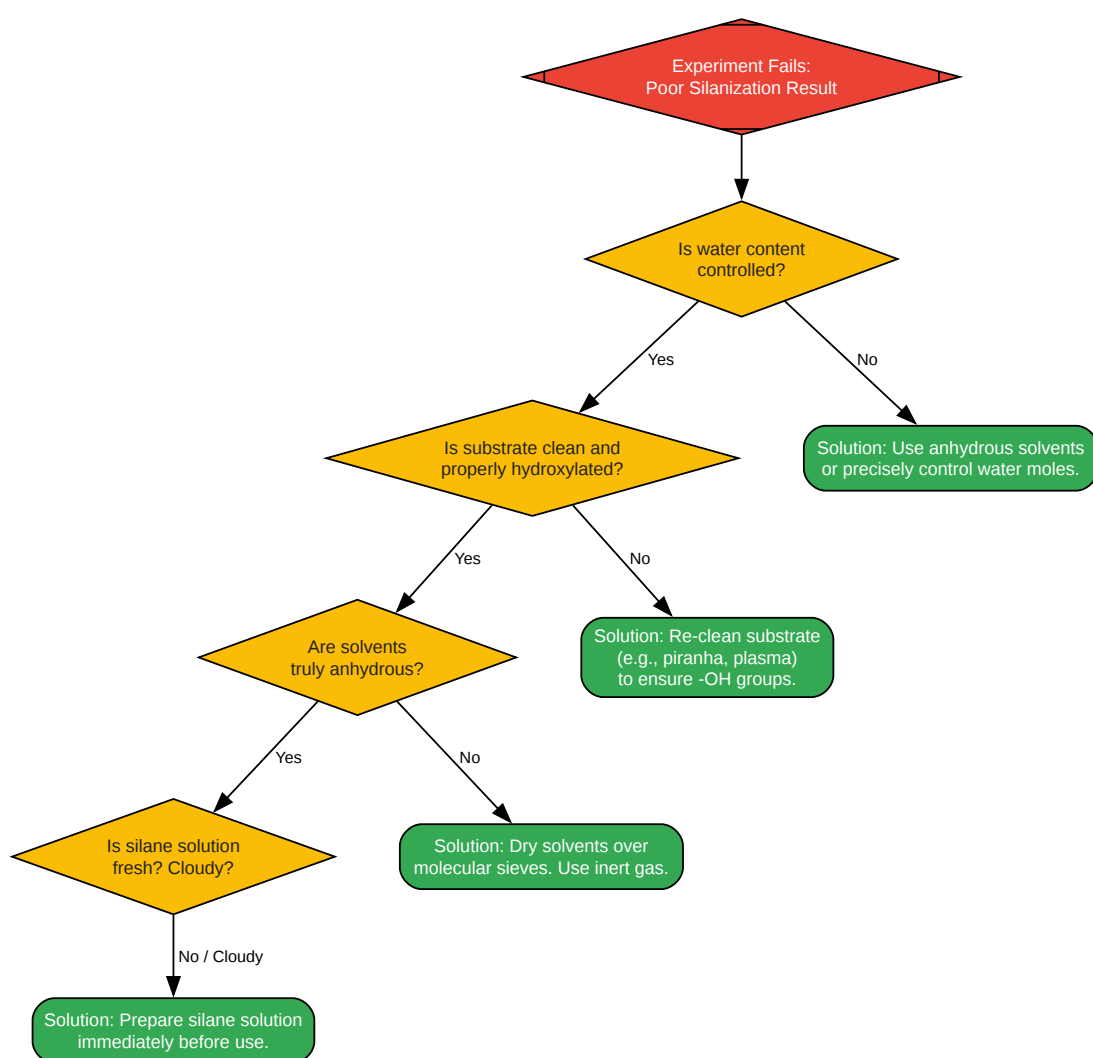 Experiment Fails:
Poor Silanization Result
Is water content
controlled?
Yes
No
Is substrate clean and
properly hydroxylated?
Solution: Use anhydrous solvents
or precisely control water moles.
Yes
No
Are solvents
truly anhydrous?
Solution: Re-clean substrate
(e.g., piranha, plasma)
to ensure -OH groups.
Yes
No
Is silane solution
fresh? Cloudy?
Solution: Dry solvents over
molecular sieves. Use inert gas.
No / Cloudy
Solution: Prepare silane solution
immediately before use.